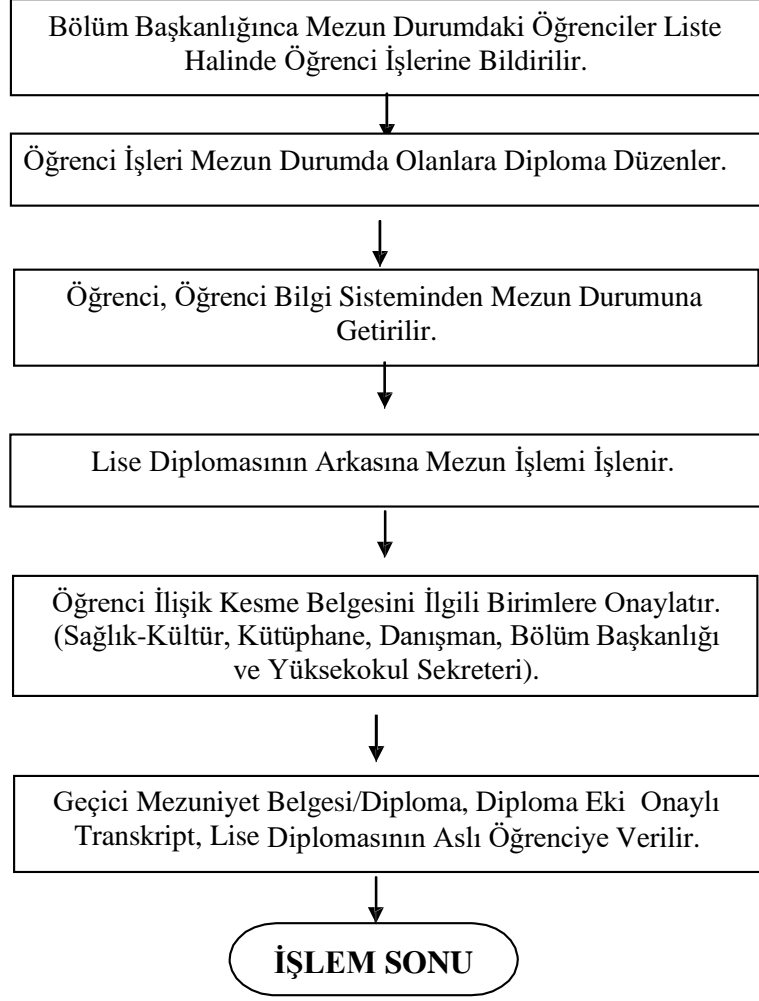 Bölüm Başkanlığınca Mezun Durumdaki Öğrenciler Liste
Halinde Öğrenci İşlerine Bildirilir.
Öğrenci İşleri Mezun Durumda Olanlara Diploma Düzenler.
Öğrenci, Öğrenci Bilgi Sisteminden Mezun Durumuna
Getirilir.
Lise Diplomasının Arkasına Mezun İşlemi İşlenir.
Öğrenci İlişik Kesme Belgesini İlgili Birimlere Onaylatır.
(Sağlık-Kültür, Kütüphane, Danışman, Bölüm Başkanlığı
ve Yüksekokul Sekreteri).
Geçici Mezuniyet Belgesi/Diploma, Diploma Eki Onaylı
Transkript, Lise Diplomasının Aslı Öğrenciye Verilir.
İŞLEM SONU